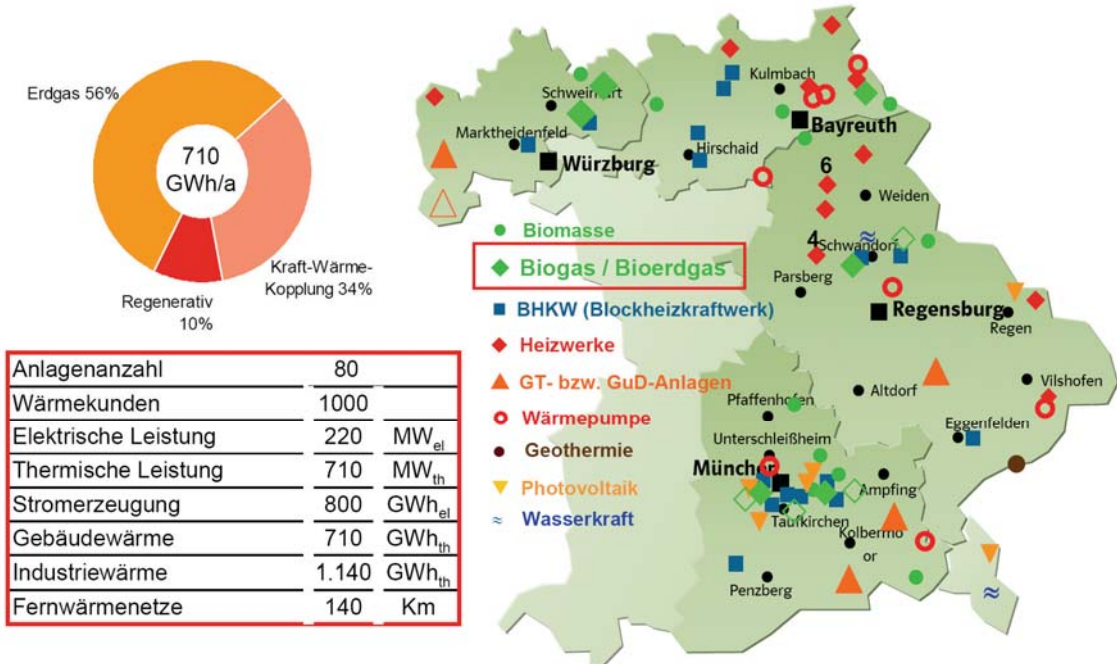 Erdgas 56%
710
GWh/a
Kraft-Wärme-
Kopplung 34%
Regenerativ
10%
Anlagenanzahl 80
Wärmekunden 1000
Elektrische Leistung 220 MWel
Thermische Leistung 710 MWth
Stromerzeugung 800 GWhel
Gebäudewärme 710 GWhth
Industriewärme 1.140 GWhth
Fernwärmenetze 140 Km
Biomasse
Biogas / Bioerdgas
BHKW (Blockheizkraftwerk)
Heizwerke
GT- bzw. GuD-Anlagen
Wärmepumpe
Geothermie
Photovoltaik
Wasserkraft
Kulmbach
Schweinfurt
Bayreuth
Marktheidenfeld
Hirschaid
Würzburg
6
Weiden
4
Schwandorf
Parsberg
Regensburg
Regen
Altdorf
Vilshofen
Pfaffenhofen
Eggenfelden
Unterschleißheim
München
Ampfing
Taufkirchen
Kolbermo
or
Penzberg